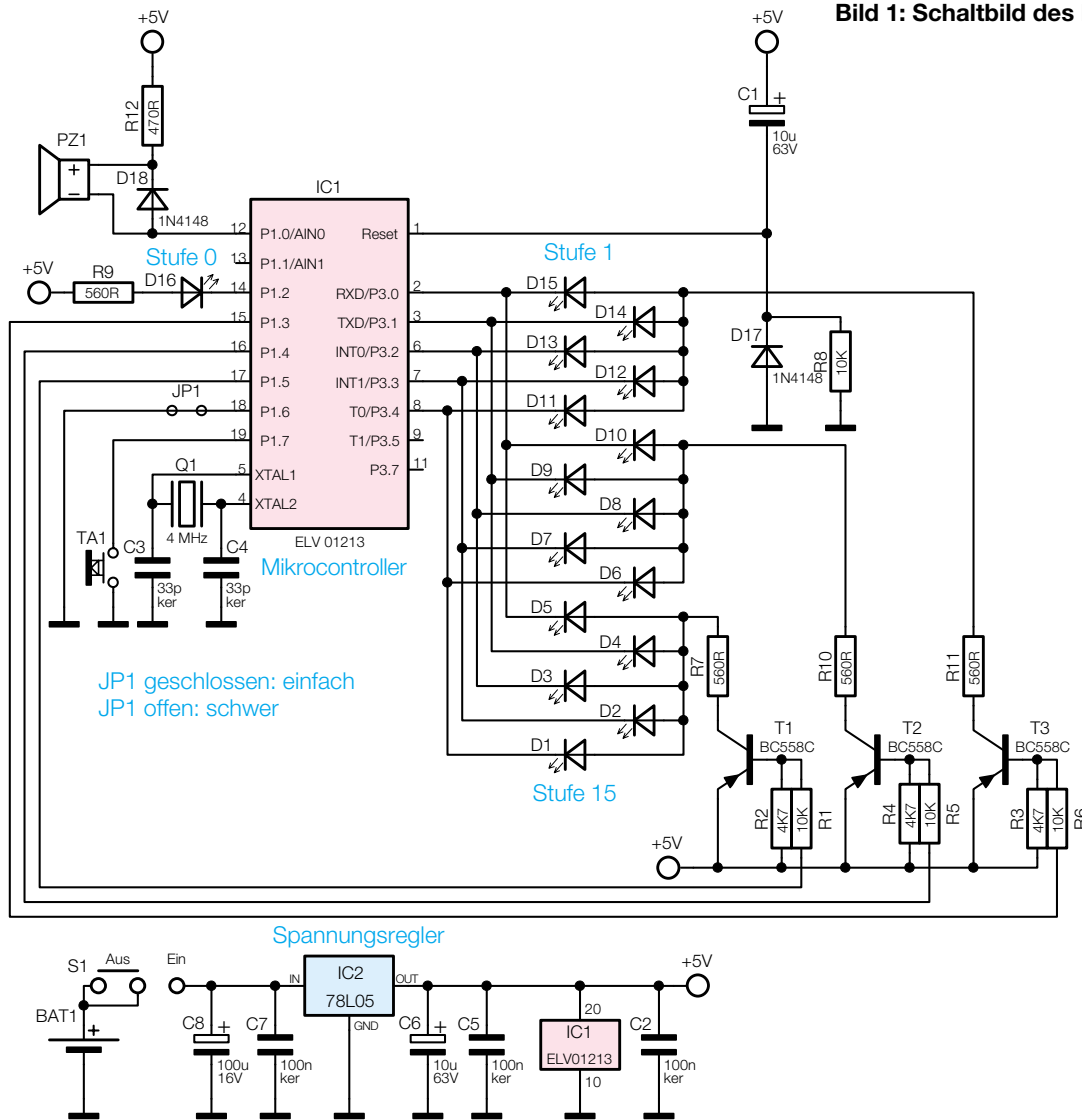 Bild 1: Schaltbild des
+5V
+5V
R12
470R
C1
+
10u
63V
PZ1
+
–
D18
1N4148
IC1
12
P1.0/AIN0
Reset
1
13
P1.1/AIN1
Stufe 0
Stufe 1
+5V
R9
560R
D16
14
P1.2
RXD/P3.0
2
D15
15
P1.3
TXD/P3.1
3
D14
16
P1.4
INT0/P3.2
6
D13
17
P1.5
INT1/P3.3
7
D12
JP1
18
P1.6
T0/P3.4
8
D11
19
P1.7
T1/P3.5
9
D10
5
XTAL1
P3.7
11
D9
4
XTAL2
Q1
4 MHz
D17
1N4148
R8
10K
D8
D7
D6
D5
D4
D3
D2
D1
TA1
C3
33p
ker
C4
33p
ker
ELV 01213
Mikrocontroller
JP1 geschlossen: einfach
JP1 offen: schwer
Stufe 15
R7
560R
R10
560R
R11
560R
T1
BC558C
T2
BC558C
T3
BC558C
R2
4K7
10K
R1
R4
4K7
10K
R5
R3
4K7
10K
R6
+5V
Spannungsregler
S1
Aus
Ein
BAT1
+
C8
+
100u
16V
C7
100n
ker
IN
IC2
78L05
OUT
GND
C6
+
10u
63V
C5
100n
ker
20
IC1
ELV01213
10
C2
100n
ker
+5V